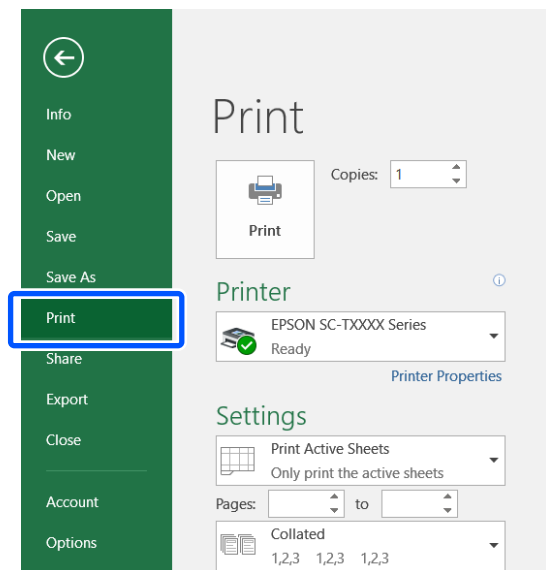 Info
New
Open
Save
Save As
Print
Share
Export
Close
Account
Options
Print
Print
Copies: 1
Printer
EPSON SC-TXXXX Series
Ready
Printer Properties
Settings
Print Active Sheets
Only print the active sheets
Pages: to
Collated
1,2,3 1,2,3 1,2,3